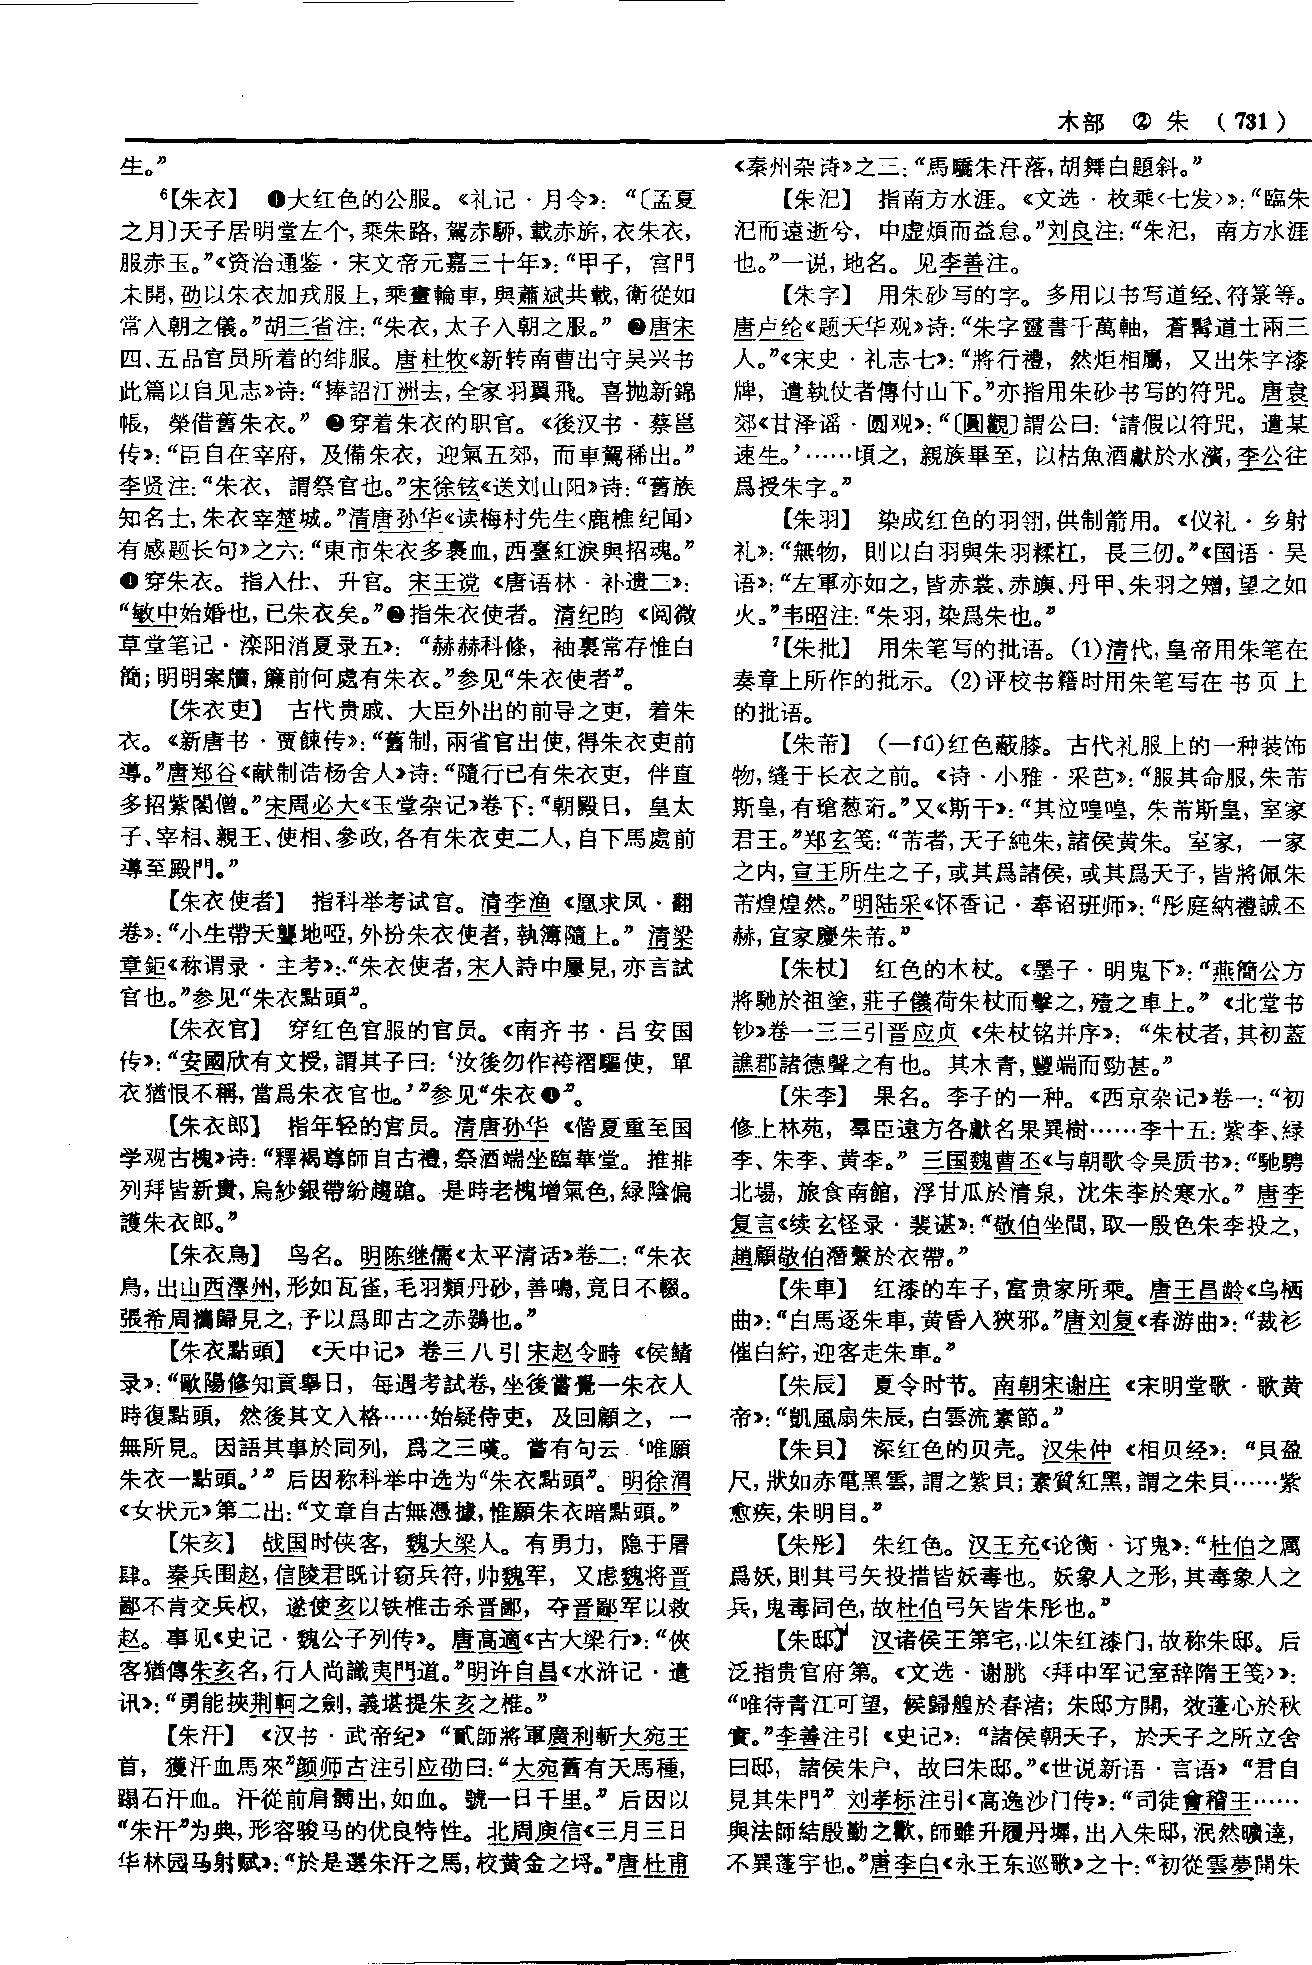 木部 ② 朱 (731)
生。”
⁶【朱衣】 ❶大红色的公服。《礼记·月令》：“〔孟夏
之月〕天子居明堂左个，乘朱路，駕赤駵，載赤旂，衣朱衣，
服赤玉。”《资治通鉴·宋文帝元嘉三十年》：“甲子，宫門
未開，劭以朱衣加戎服上，乘畫輪車，與蕭斌共載，衛從如
常入朝之儀。”胡三省注：“朱衣，太子入朝之服。” ❷唐宋
四、五品官员所着的绯服。唐杜牧《新转南曹出守吴兴书
此篇以自见志》诗：“捧詔汀洲去，全家羽翼飛。喜抛新錦
帳，榮借舊朱衣。” ❸穿着朱衣的职官。《後汉书·蔡邕
传》：“臣自在宰府，及備朱衣，迎氣五郊，而車駕稀出。”
李贤注：“朱衣，謂祭官也。”宋徐铉《送刘山阳》诗：“舊族
知名士，朱衣宰楚城。”清唐孙华《读梅村先生〈鹿樵纪闻〉
有感题长句》之六：“東市朱衣多裹血，西臺紅淚與招魂。”
❹穿朱衣。指入仕、升官。宋王谠《唐语林·补遗二》：
“敏中始婚也，已朱衣矣。”❺指朱衣使者。清纪昀《阅微
草堂笔记·滦阳消夏录五》：“赫赫科條，袖裏常存惟白
簡；明明案牘，簾前何處有朱衣。”参见“朱衣使者”。
【朱衣吏】 古代贵戚、大臣外出的前导之吏，着朱
衣。《新唐书·贾餗传》：“舊制，兩省官出使，得朱衣吏前
導。”唐郑谷《献制诰杨舍人》诗：“隨行已有朱衣吏，伴直
多招紫閣僧。”宋周必大《玉堂杂记》卷下：“朝殿日，皇太
子、宰相、親王、使相、參政，各有朱衣吏二人，自下馬處前
導至殿門。”
【朱衣使者】 指科举考试官。清李渔《凰求凤·翻
卷》：“小生帶天聾地啞，外扮朱衣使者，執簿隨上。” 清梁
章鉅《称谓录·主考》：“朱衣使者，宋人詩中屢見，亦言試
官也。”参见“朱衣點頭”。
【朱衣官】 穿红色官服的官员。《南齐书·吕安国
传》：“安國欣有文授，謂其子曰：‘汝後勿作袴褶驅使，單
衣猶恨不稱，當爲朱衣官也。’”参见“朱衣❶”。
【朱衣郎】 指年轻的官员。清唐孙华《偕夏重至国
学观古槐》诗：“釋褐尊師自古禮，祭酒端坐臨華堂。推排
列拜皆新貴，烏紗銀帶紛趨蹌。是時老槐增氣色，緑陰偏
護朱衣郎。”
【朱衣鳥】 鸟名。明陈继儒《太平清话》卷二：“朱衣
鳥，出山西澤州，形如瓦雀，毛羽類丹砂，善鳴，竟日不輟。
張希周攜歸見之，予以爲即古之赤鷃也。”
【朱衣點頭】 《天中记》卷三八引宋赵令畤《侯鲭
录》：“歐陽修知貢舉日，每遇考試卷，坐後嘗覺一朱衣人
時復點頭，然後其文入格……始疑侍吏，及回顧之，一
無所見。因語其事於同列，爲之三嘆。嘗有句云：‘唯願
朱衣一點頭。’” 后因称科举中选为“朱衣點頭”。明徐渭
《女状元》第二出：“文章自古無憑據，惟願朱衣暗點頭。”
【朱亥】 战国时侠客，魏大梁人。有勇力，隐于屠
肆。秦兵围赵，信陵君既计窃兵符，帅魏军，又虑魏将晋
鄙不肯交兵权，遂使亥以铁椎击杀晋鄙，夺晋鄙军以救
赵。事见《史记·魏公子列传》。唐高適《古大梁行》：“俠
客猶傳朱亥名，行人尚識夷門道。”明许自昌《水浒记·遣
讯》：“勇能挾荆軻之劍，義堪提朱亥之椎。”
【朱汗】 《汉书·武帝纪》“貳師將軍廣利斬大宛王
首，獲汗血馬來”颜师古注引应劭曰：“大宛舊有天馬種，
蹋石汗血。汗從前肩髆出，如血。號一日千里。” 后因以
“朱汗”为典，形容骏马的优良特性。北周庾信《三月三日
华林园马射赋》：“於是選朱汗之馬，校黄金之埒。”唐杜甫
《秦州杂诗》之三：“馬驕朱汗落，胡舞白題斜。”
【朱汜】 指南方水涯。《文选·枚乘〈七发〉》：“臨朱
汜而遠逝兮，中虚煩而益怠。”刘良注：“朱汜，南方水涯
也。”一说，地名。见李善注。
【朱字】 用朱砂写的字。多用以书写道经、符箓等。
唐卢纶《题天华观》诗：“朱字靈書千萬軸，蒼髯道士兩三
人。”《宋史·礼志七》：“將行禮，然炬相屬，又出朱字漆
牌，遣執仗者傳付山下。”亦指用朱砂书写的符咒。唐袁
郊《甘泽谣·圆观》：“〔圓觀〕謂公曰：‘請假以符咒，遣某
速生。’……頃之，親族畢至，以枯魚酒獻於水濱，李公往
爲授朱字。”
【朱羽】 染成红色的羽翎，供制箭用。《仪礼·乡射
礼》：“無物，則以白羽與朱羽糅杠，長三仞。”《国语·吴
语》：“左軍亦如之，皆赤裳、赤旟、丹甲、朱羽之矰，望之如
火。”韦昭注：“朱羽，染爲朱也。”
⁷【朱批】 用朱笔写的批语。(1)清代，皇帝用朱笔在
奏章上所作的批示。(2)评校书籍时用朱笔写在书页上
的批语。
【朱芾】 (—fú)红色蔽膝。古代礼服上的一种装饰
物，缝于长衣之前。《诗·小雅·采芑》：“服其命服，朱芾
斯皇，有瑲葱珩。”又《斯干》：“其泣喤喤，朱芾斯皇，室家
君王。”郑玄笺：“芾者，天子純朱，諸侯黄朱。室家，一家
之内，宣王所生之子，或其爲諸侯，或其爲天子，皆將佩朱
芾煌煌然。”明陆采《怀香记·奉诏班师》：“彤庭納禮誠丕
赫，宜家慶朱芾。”
【朱杖】 红色的木杖。《墨子·明鬼下》：“燕簡公方
將馳於祖塗，莊子儀荷朱杖而擊之，殪之車上。”《北堂书
钞》卷一三三引晋应贞《朱杖铭并序》：“朱杖者，其初蓋
譙郡諸德聲之有也。其木青，豐端而勁甚。”
【朱李】 果名。李子的一种。《西京杂记》卷一：“初
修上林苑，羣臣遠方各獻名果異樹……李十五：紫李、緑
李、朱李、黄李。” 三国魏曹丕《与朝歌令吴质书》：“馳騁
北場，旅食南館，浮甘瓜於清泉，沈朱李於寒水。” 唐李
复言《续玄怪录·裴谌》：“敬伯坐間，取一殷色朱李投之，
趙顧敬伯潛繫於衣帶。”
【朱車】 红漆的车子，富贵家所乘。唐王昌龄《乌栖
曲》：“白馬逐朱車，黄昏入狹邪。”唐刘复《春游曲》：“裁衫
催白紵，迎客走朱車。”
【朱辰】 夏令时节。南朝宋谢庄《宋明堂歌·歌黄
帝》：“凱風扇朱辰，白雲流素節。”
【朱貝】 深红色的贝壳。汉朱仲《相贝经》：“貝盈
尺，狀如赤電黑雲，謂之紫貝；素質紅黑，謂之朱貝……紫
愈疾，朱明目。”
【朱彤】 朱红色。汉王充《论衡·订鬼》：“杜伯之厲
爲妖，則其弓矢投措皆妖毒也。妖象人之形，其毒象人之
兵，鬼毒同色，故杜伯弓矢皆朱彤也。”
【朱邸】 汉诸侯王第宅，以朱红漆门，故称朱邸。后
泛指贵官府第。《文选·谢朓〈拜中军记室辞隋王笺〉》：
“唯待青江可望，候歸艎於春渚；朱邸方開，效蓬心於秋
實。”李善注引《史记》：“諸侯朝天子，於天子之所立舍
曰邸，諸侯朱户，故曰朱邸。”《世说新语·言语》“君自
見其朱門” 刘孝标注引《高逸沙门传》：“司徒會稽王……
與法師結殷勤之歡，師雖升履丹墀，出入朱邸，泯然曠達，
不異蓬宇也。”唐李白《永王东巡歌》之十：“初從雲夢開朱